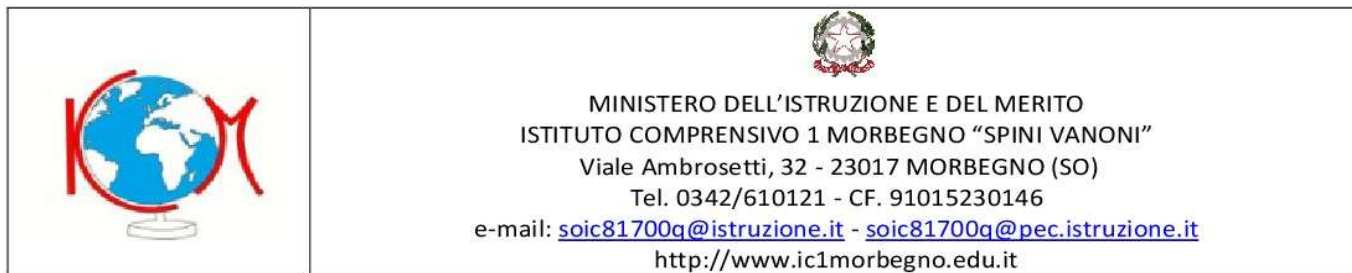 ICM
MINISTERO DELL’ISTRUZIONE E DEL MERITO
ISTITUTO COMPRENSIVO 1 MORBEGNO “SPINI VANONI”
Viale Ambrosetti, 32 - 23017 MORBEGNO (SO)
Tel. 0342/610121 - CF. 91015230146
e-mail: soic81700q@istruzione.it - soic81700q@pec.istruzione.it
http://www.ic1morbegno.edu.it